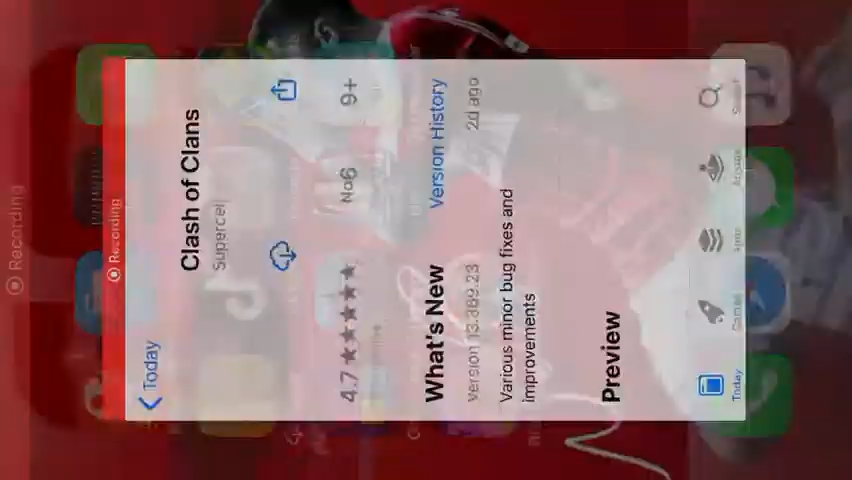 Recording
Recording
Today
Clash of Clans
Supercell
4.7
No6
9+
What's New
Version History
Version 13.369.23
2d ago
Various minor bug fixes and
improvements
Preview
Today
Games
Apps
Arcade
Search